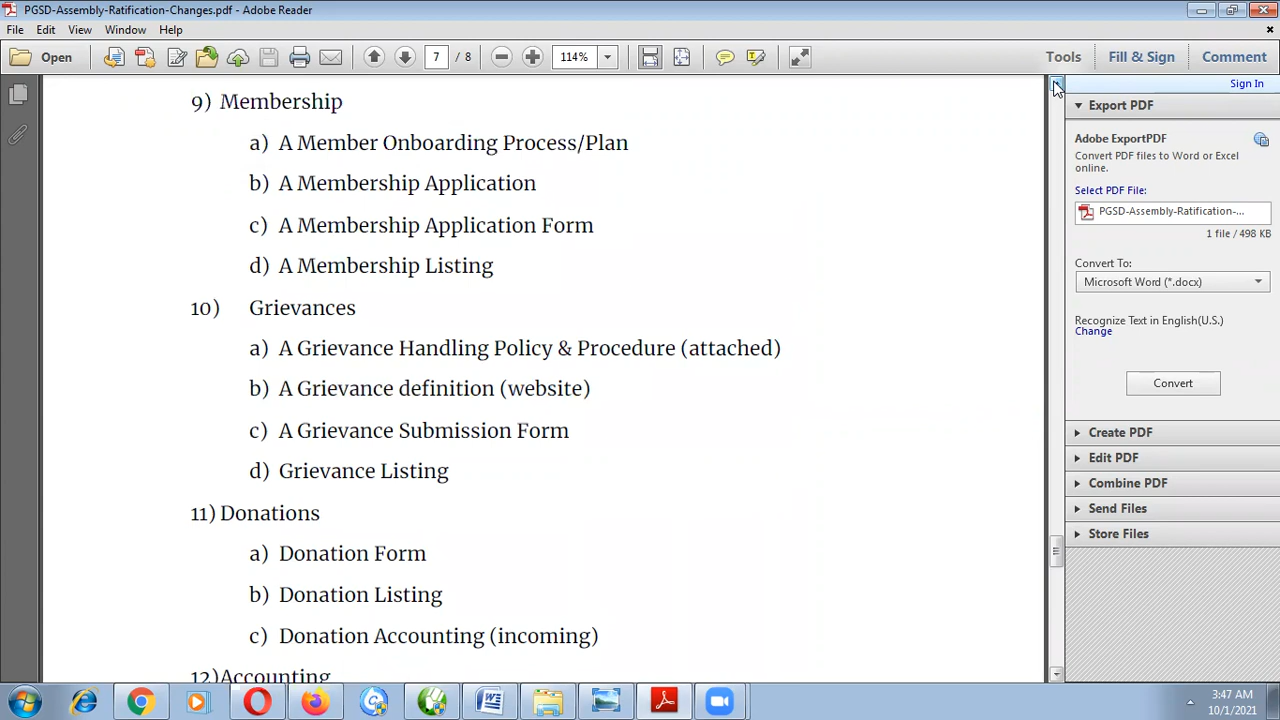 PGSD-Assembly-Ratification-Changes.pdf - Adobe Reader
File Edit View Window Help
Open 7 / 8 114% Tools Fill & Sign Comment
Sign In
9) Membership
a) A Member Onboarding Process/Plan
b) A Membership Application
c) A Membership Application Form
d) A Membership Listing
10) Grievances
a) A Grievance Handling Policy & Procedure (attached)
b) A Grievance definition (website)
c) A Grievance Submission Form
d) Grievance Listing
11) Donations
a) Donation Form
b) Donation Listing
c) Donation Accounting (incoming)
12) Accounting
Export PDF
Adobe ExportPDF
Convert PDF files to Word or Excel
online.
Select PDF File:
PGSD-Assembly-Ratification-...
1 file / 498 KB
Convert To:
Microsoft Word (*.docx)
Recognize Text in English(U.S.)
Change
Convert
Create PDF
Edit PDF
Combine PDF
Send Files
Store Files
3:47 AM
10/1/2021